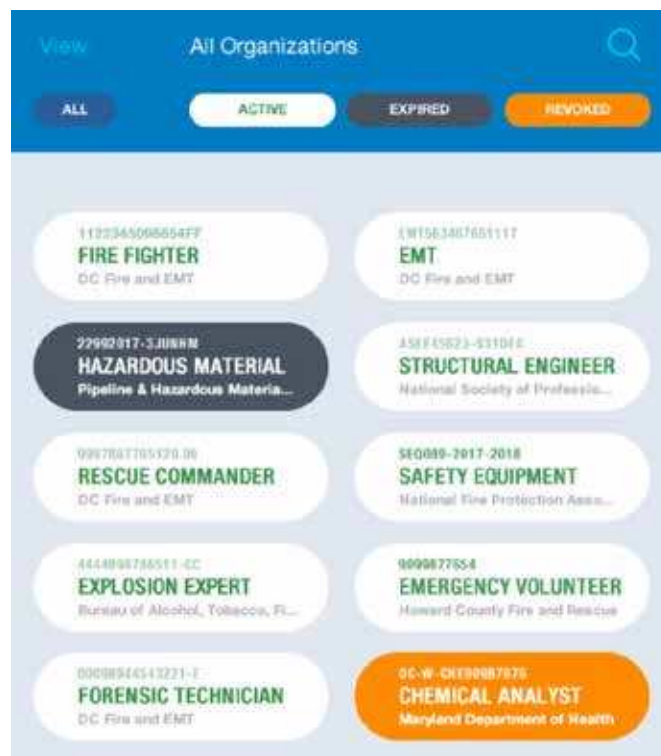 View
All Organizations
ALL
ACTIVE
EXPIRED
REVOKED
FIRE FIGHTER
DC Fire and EMT
EMT
DC Fire and EMT
22992017-SJUNHM
HAZARDOUS MATERIAL
Pipeline & Hazardous Materia...
STRUCTURAL ENGINEER
National Society of Professio...
RESCUE COMMANDER
DC Fire and EMT
SEQ089-2017-2018
SAFETY EQUIPMENT
National Fire Protection Asso...
EXPLOSION EXPERT
Bureau of Alcohol, Tobacco, Fi...
9099877654
EMERGENCY VOLUNTEER
Howard County Fire and Rescue
FORENSIC TECHNICIAN
DC Fire and EMT
CHEMICAL ANALYST
Maryland Department of Health